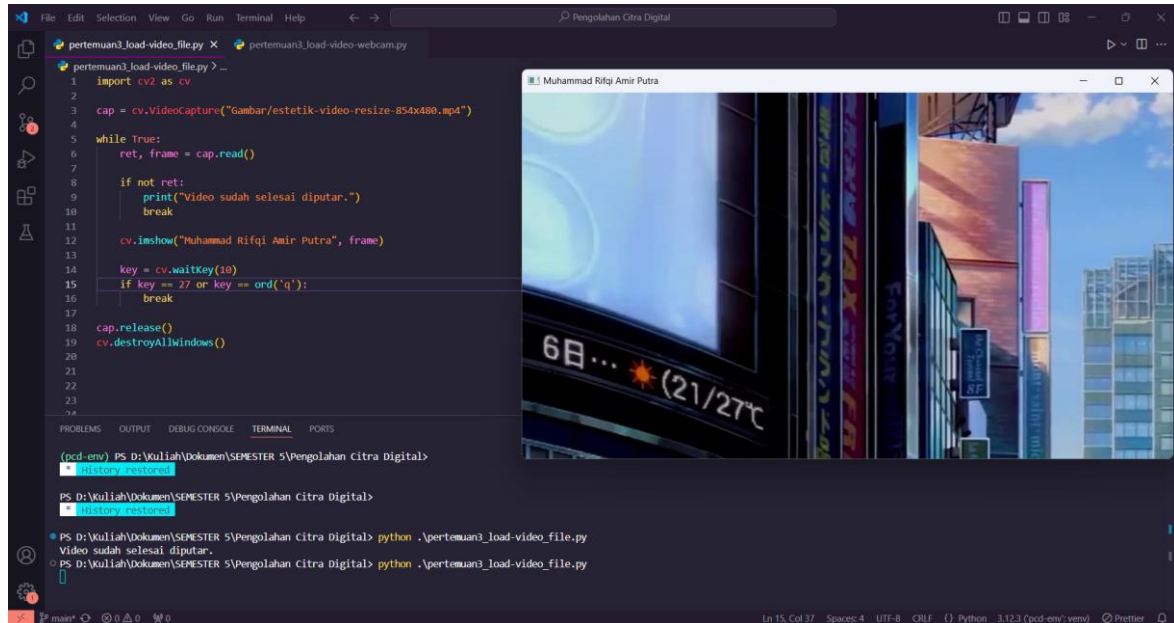 File Edit Selection View Go Run Terminal Help
Pengolahan Citra Digital
pertemuan3_load-video_file.py
pertemuan3_load-video-webcam.py
pertemuan3_load-video_file.py > ...
1 import cv2 as cv
2
3 cap = cv.VideoCapture("Gambar/estetik-video-resize-854x480.mp4")
4
5 while True:
6 ret, frame = cap.read()
7
8 if not ret:
9 print("Video sudah selesai diputar.")
10 break
11
12 cv.imshow("Muhammad Rifqi Amir Putra", frame)
13
14 key = cv.waitKey(10)
15 if key == 27 or key == ord('q'):
16 break
17
18 cap.release()
19 cv.destroyAllWindows()
20
21
22
23
24
Muhammad Rifqi Amir Putra
TAX
ForYour
SF
6日… (21/27℃
PROBLEMS OUTPUT DEBUG CONSOLE TERMINAL PORTS
(pcd-env) PS D:\Kuliah\Dokumen\SEMESTER 5\Pengolahan Citra Digital>
* History restored
PS D:\Kuliah\Dokumen\SEMESTER 5\Pengolahan Citra Digital>
* History restored
PS D:\Kuliah\Dokumen\SEMESTER 5\Pengolahan Citra Digital> python .\pertemuan3_load-video_file.py
Video sudah selesai diputar.
PS D:\Kuliah\Dokumen\SEMESTER 5\Pengolahan Citra Digital> python .\pertemuan3_load-video_file.py
main* 0 0 0 Ln 15, Col 37 Spaces: 4 UTF-8 CRLF {} Python 3.12.3 ('pcd-env': venv) Prettier